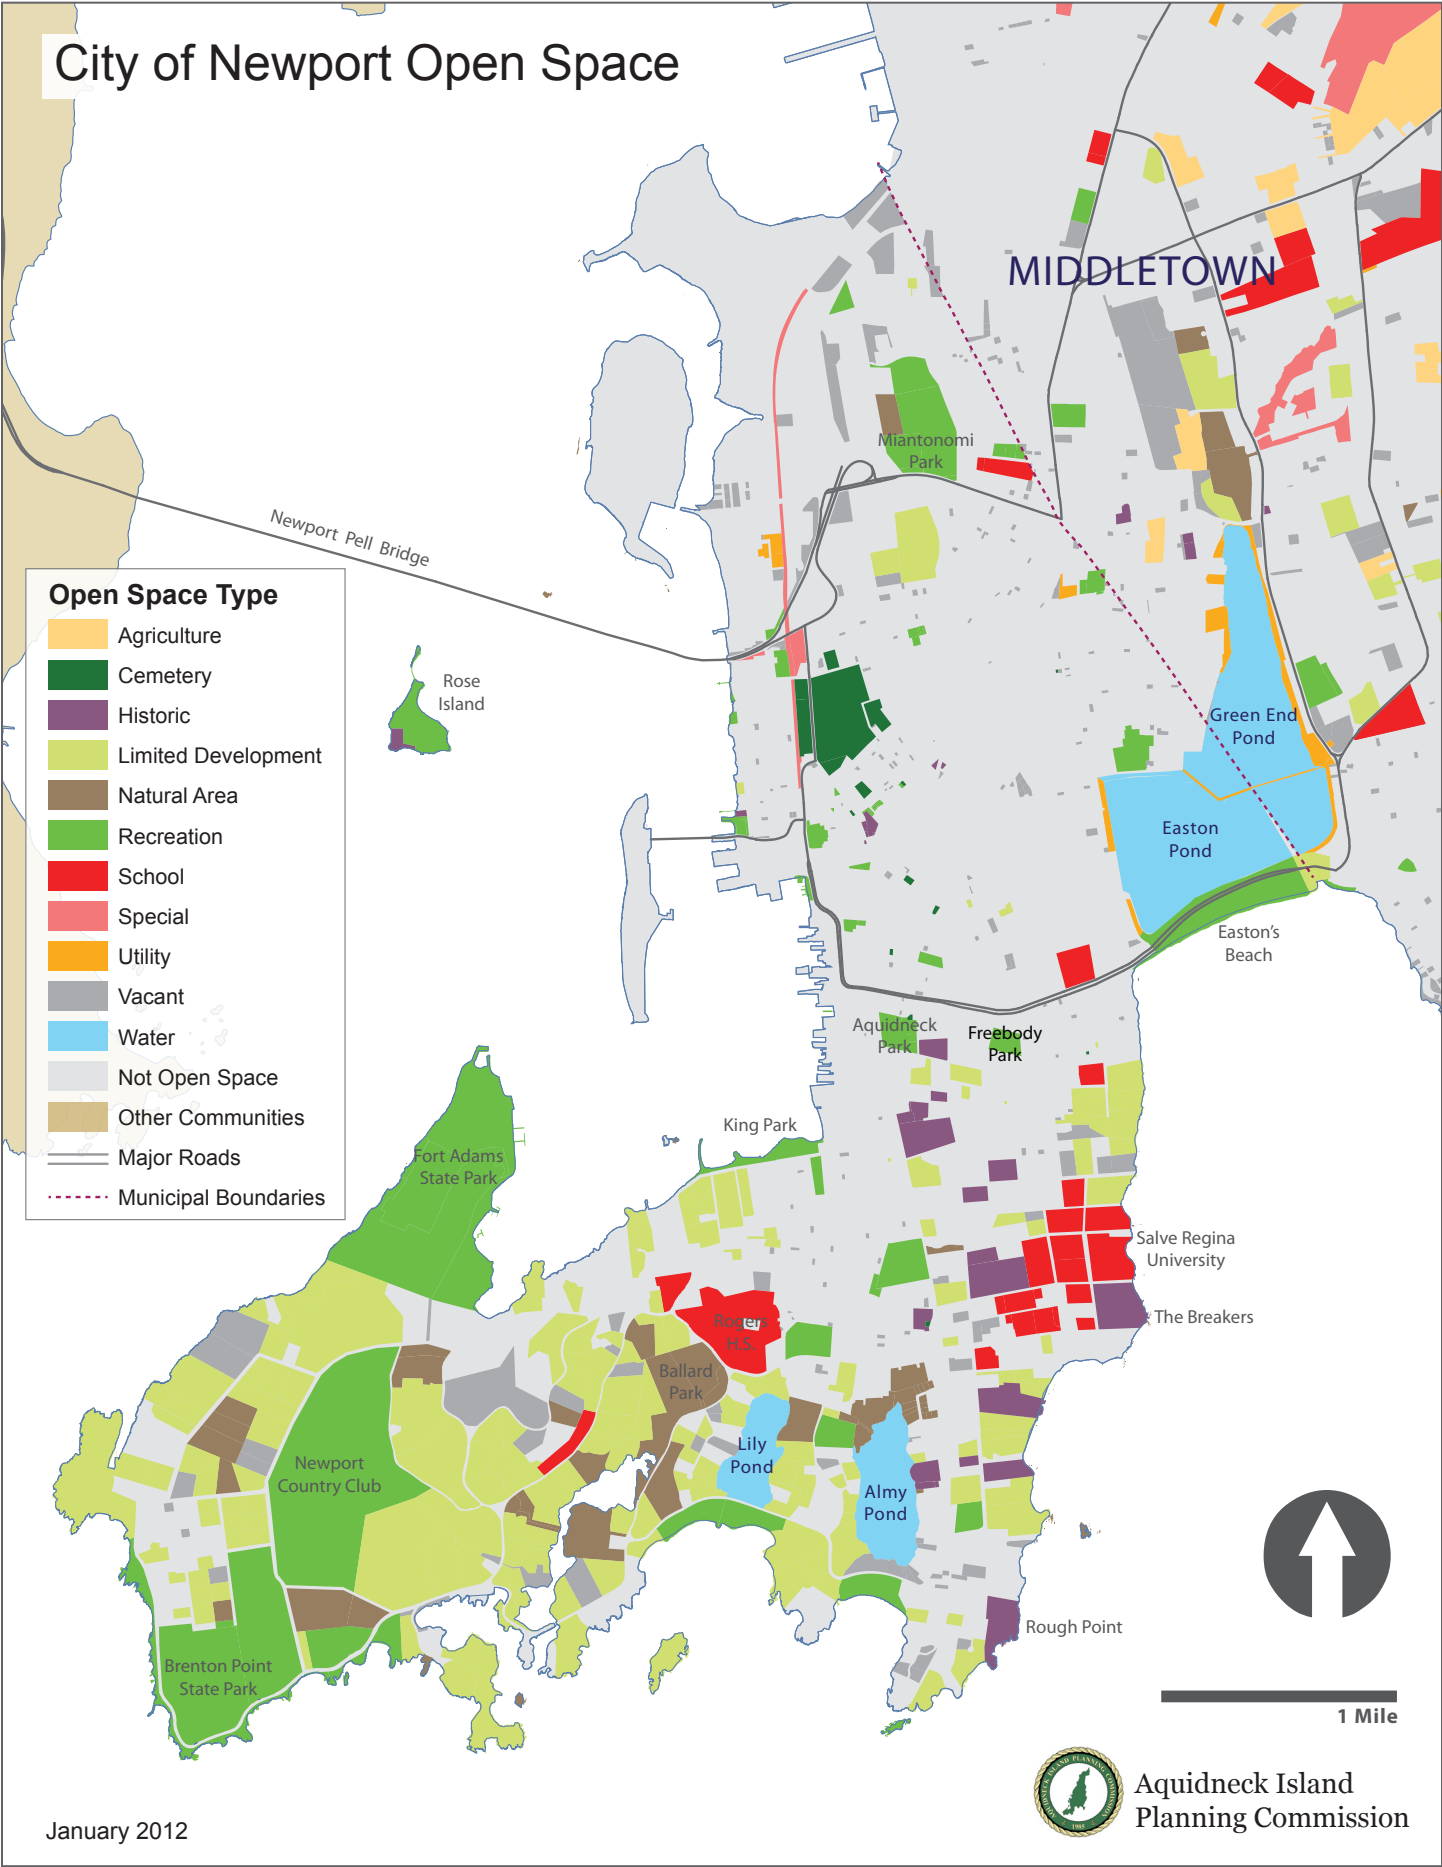 City of Newport Open Space
MIDDLETOWN
Miantonomi
Park
Newport Pell Bridge
Open Space Type
Agriculture
Cemetery
Historic
Limited Development
Natural Area
Recreation
School
Special
Utility
Vacant
Water
Not Open Space
Other Communities
Major Roads
Municipal Boundaries
Rose
Island
Green End
Pond
Easton
Pond
Easton's
Beach
Aquidneck
Park
Freebody
Park
King Park
Fort Adams
State Park
Salve Regina
University
The Breakers
Rogers
H.S.
Ballard
Park
Newport
Country Club
Lily
Pond
Almy
Pond
Rough Point
Brenton Point
State Park
1 Mile
AQUIDNECK ISLAND PLANNING COMMISSION
Aquidneck Island
Planning Commission
January 2012